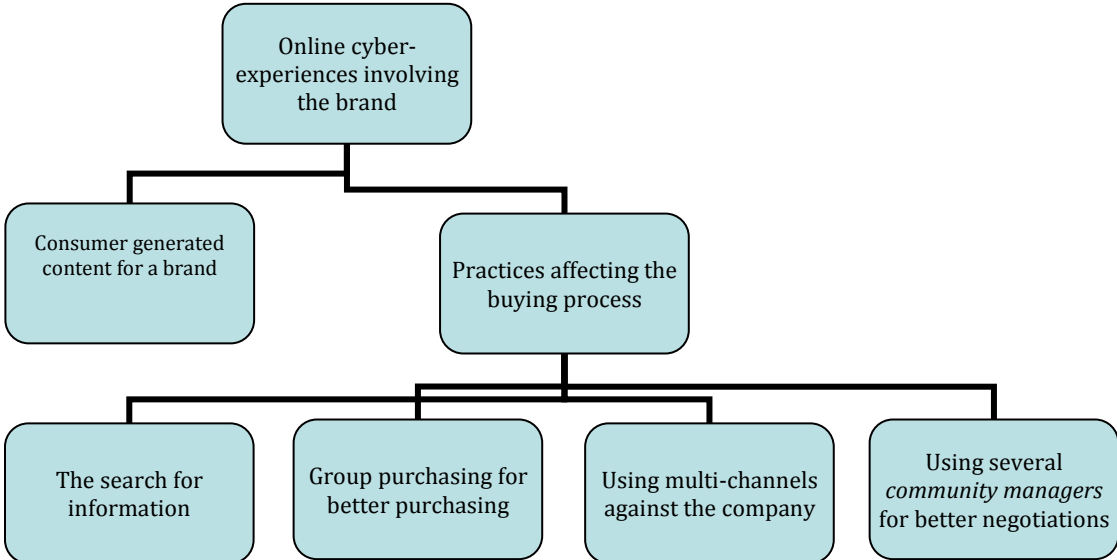 Online cyber-
experiences involving
the brand
Consumer generated
content for a brand
Practices affecting the
buying process
The search for
information
Group purchasing for
better purchasing
Using multi-channels
against the company
Using several
community managers
for better negotiations